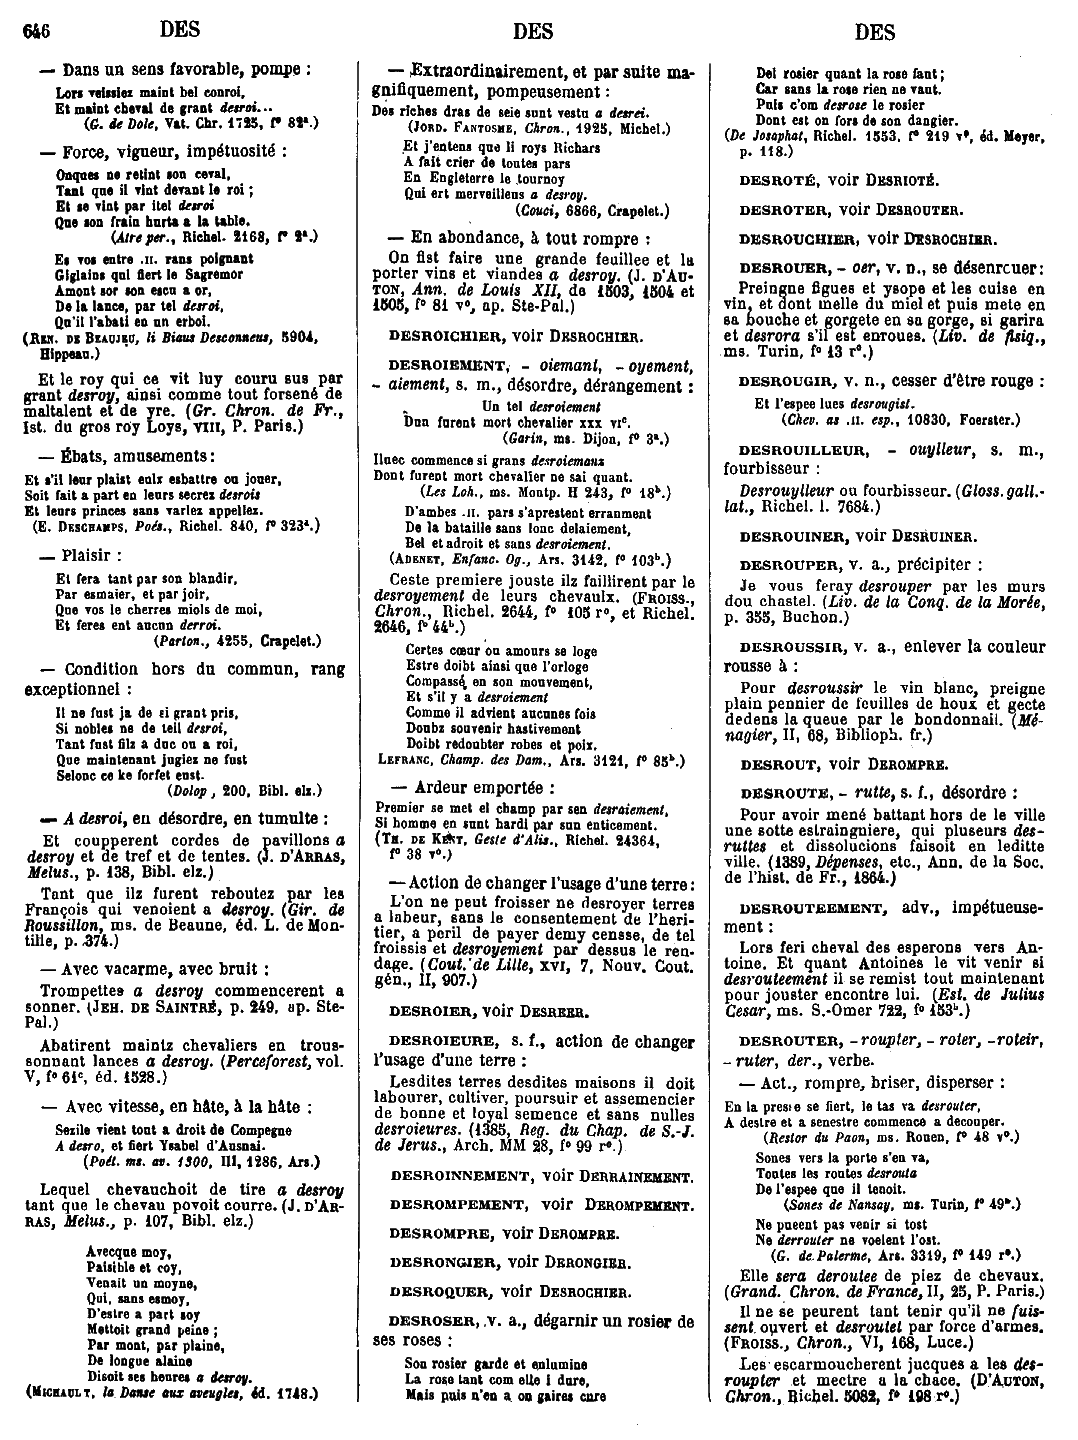 646 DES DES DES
— Dans un sens favorable, pompe :
Lors veissiez maint bel conroi,
Et maint cheval de grant desroi...
(G. de Dole, Vat. Chr. 1725, f° 82ª.)
— Force, vigueur, impétuosité :
Onques ne retint son ceval,
Tant que il vint devant le roi ;
Et se vint par itel desroi
Que son frain hurta a la table.
(Atre per., Richel. 2168, f° 2ª.)
Es vos entre .II. rans poignant
Giglains qui fiert le Sagremor
Amont sor son escu a or,
De la lance, par tel desroi,
Qu'il l'abati en un erboi.
(REN. DE BEAUJEU, li Biaus Desconneus, 5904,
Hippeau.)
Et le roy qui ce vit luy couru sus par
grant desroy, ainsi comme tout forsené de
maltalent et de yre. (Gr. Chron. de Fr.,
Ist. du gros roy Loys, VIII, P. Paris.)
— Ébats, amusements :
Et s'il leur plaist eulx esbattre ou jouer,
Soit fait a part en leurs secrez desrois
Et leurs princes sans varlez appellez.
(E. DESCHAMPS, Poés., Richel. 840, f° 323ª.)
— Plaisir :
Et fera tant par son blandir,
Par esmaier, et par joir,
Que vos le cherres miols de moi,
Et feres ent aucun derroi.
(Parton., 4255, Crapelet.)
— Condition hors du commun, rang
exceptionnel :
Il ne fust ja de si grant pris,
Si nobles ne de teil desroi,
Tant fust filz a duc ou a roi,
Que maintenant jugiez ne fust
Selonc ce ke forfet eust.
(Dolop, 200, Bibl. elz.)
— A desroi, en désordre, en tumulte :
Et coupperent cordes de pavillons a
desroy et de tref et de tentes. (J. D'ARRAS,
Melus., p. 138, Bibl. elz.)
Tant que ilz furent reboutez par les
François qui venoient a desroy. (Gir. de
Roussillon, ms. de Beaune, éd. L. de Mon-
tille, p. 374.)
— Avec vacarme, avec bruit :
Trompettes a desroy commencerent a
sonner. (JEH. DE SAINTRÉ, p. 249, ap. Ste-
Pal.)
Abatirent maintz chevaliers en trous-
sonnant lances a desroy. (Perceforest, vol.
V, f° 61ᶜ, éd. 1528.)
— Avec vitesse, en hâte, à la hâte :
Sezile vient tout a droit de Compegne
A desro, et fiert Ysabel d'Ausnai.
(Poét. ms. av. 1300, III, 1286, Ars.)
Lequel chevauchoit de tire a desroy
tant que le chevau povoit courre. (J. D'AR-
RAS, Melus., p. 107, Bibl. elz.)
Avecque moy,
Paisible et coy,
Venait un moyne,
Qui, sans esmoy,
D'estre a part soy
Mettoit grand peine ;
Par mont, par plaine,
De longue alaine
Disoit ses heures a desroy.
(MICHAULT, la Danse aux aveugles, éd. 1748.)
— Extraordinairement, et par suite ma-
gnifiquement, pompeusement :
Des riches dras de seie sunt vestu a desrei.
(JORD. FANTOSME, Chron., 1925, Michel.)
Et j'entens que li roys Richars
A fait crier de toutes pars
En Engleterre le tournoy
Qui ert merveilleus a desroy.
(Couci, 6866, Crapelet.)
— En abondance, à tout rompre :
On fist faire une grande feuillee et la
porter vins et viandes a desroy. (J. D'AU-
TON, Ann. de Louis XII, de 1503, 1504 et
1505, f° 81 v°, ap. Ste-Pal.)
DESROICHIER, voir DESROCHIER.
DESROIEMENT, - oiemant, - oyement,
- aiement, s. m., désordre, dérangement :
Un tel desroiement
Dun furent mort chevalier XXX VIᶜ.
(Garin, ms. Dijon, f° 3ª.)
Iluec commence si grans desroiemanz
Dont furent mort chevalier ne sai quant.
(Les Loh., ms. Montp. H 243, f° 18ᵇ.)
D'ambes .II. pars s'aprestent erranment
De la bataille sans lonc delaiement,
Bel et adroit et sans desroiement.
(ADENET, Enfanc. Og., Ars. 3142, f° 103ᵇ.)
Ceste premiere jouste ilz faillirent par le
desroyement de leurs chevaulx. (FROISS.,
Chron., Richel. 2644, f° 105 r°, et Richel.
2646, f° 44ᵇ.)
Certes cœur ou amours se loge
Estre doibt ainsi que l'orloge
Compassé en son mouvement,
Et s'il y a desroiement
Comme il advient aucunes fois
Doubz souvenir hastivement
Doibt redoubter robes et poix.
LEFRANC, Champ. des Dam., Ars. 3121, f° 85ᵇ.)
— Ardeur emportée :
Premier se met el champ par sen desraiement,
Si homme en sunt hardi par sun enticement.
(TH. DE KENT, Geste d'Alis., Richel. 24364,
f° 38 v°.)
— Action de changer l'usage d'une terre :
L'on ne peut froisser ne desroyer terres
a labeur, sans le consentement de l'heri-
tier, a peril de payer demy censse, de tel
froissis et desroyement par dessus le ren-
dage. (Cout. de Lille, XVI, 7, Nouv. Cout.
gén., II, 907.)
DESROIER, voir DESREER.
DESROIEURE, s. f., action de changer
l'usage d'une terre :
Lesdites terres desdites maisons il doit
labourer, cultiver, poursuir et assemencier
de bonne et loyal semence et sans nulles
desroieures. (1385, Reg. du Chap. de S.-J.
de Jerus., Arch. MM 28, f° 99 r°.)
DESROINNEMENT, voir DERRAINEMENT.
DESROMPEMENT, voir DEROMPEMENT.
DESROMPRE, voir DEROMPRE.
DESRONGIER, voir DERONGIER.
DESROQUER, voir DESROCHIER.
DESROSER, v. a., dégarnir un rosier de
ses roses :
Son rosier garde et enlumine
La rose tant com elle i dure,
Mais puis n'en a on gaires cure
Del rosier quant la rose faut ;
Car sans la rose rien ne vaut.
Puis c'om desrose le rosier
Dont est on fors de son dangier.
(De Josaphat, Richel. 1553, f° 219 v°, éd. Meyer,
p. 118.)
DESROTÉ, voir DESRIOTÉ.
DESROTER, voir DESROUTER.
DESROUCHIER, voir DESROCHIER.
DESROUER, - oer, v. n., se désenrouer :
Preingne figues et ysope et les cuise en
vin, et dont melle du miel et puis mete en
sa bouche et gorgete en sa gorge, si garira
et desrora s'il est enroues. (Liv. de fisiq.,
ms. Turin, f° 13 r°.)
DESROUGIR, v. n., cesser d'être rouge :
Et l'espee lues desrougist.
(Chev. as .II. esp., 10830, Foerster.)
DESROUILLEUR, - ouylleur, s. m.,
fourbisseur :
Desrouylleur ou fourbisseur. (Gloss. gall.-
lat., Richel. l. 7684.)
DESROUINER, voir DESRUINER.
DESROUPER, v. a., précipiter :
Je vous feray desrouper par les murs
dou chastel. (Liv. de la Conq. de la Morée,
p. 355, Buchon.)
DESROUSSIR, v. a., enlever la couleur
rousse à :
Pour desroussir le vin blanc, preigne
plain pennier de feuilles de houx et gecte
dedens la queue par le bondonnail. (Mé-
nagier, II, 68, Biblioph. fr.)
DESROUT, voir DEROMPRE.
DESROUTE, - rutte, s. f., désordre :
Pour avoir mené battant hors de le ville
une sotte estraingniere, qui pluseurs des-
ruttes et dissolucions faisoit en leditte
ville. (1389, Dépenses, etc., Ann. de la Soc.
de l'hist. de Fr., 1864.)
DESROUTEEMENT, adv., impétueuse-
ment :
Lors feri cheval des esperons vers An-
toine. Et quant Antoines le vit venir si
desrouteement il se remist tout maintenant
pour jouster encontre lui. (Est. de Julius
Cesar, ms. S.-Omer 722, f° 153ᵇ.)
DESROUTER, - roupter, - roter, - roteir,
- ruter, der., verbe.
— Act., rompre, briser, disperser :
En la presse se fiert, le tas va desrouter,
A destre et a senestre commence a decouper.
(Restor du Paon, ms. Rouen, f° 48 v°.)
Sones vers la porte s'en va,
Toutes les routes desrouta
De l'espee que il tenoit.
(Sones de Nansay, ms. Turin, f° 49ª.)
Ne pueent pas venir si tost
Ne derrouter ne voelent l'ost.
(G. de Palerme, Ars. 3319, f° 149 r°.)
Elle sera deroutee de piez de chevaux.
(Grand. Chron. de France, II, 25, P. Paris.)
Il ne se peurent tant tenir qu'il ne fuis-
sent ouvert et desroutet par force d'armes.
(FROISS., Chron., VI, 168, Luce.)
Les escarmoucherent jucques a les des-
roupter et mectre a la chace. (D'AUTON,
Chron., Richel. 5082, f° 198 r°.)